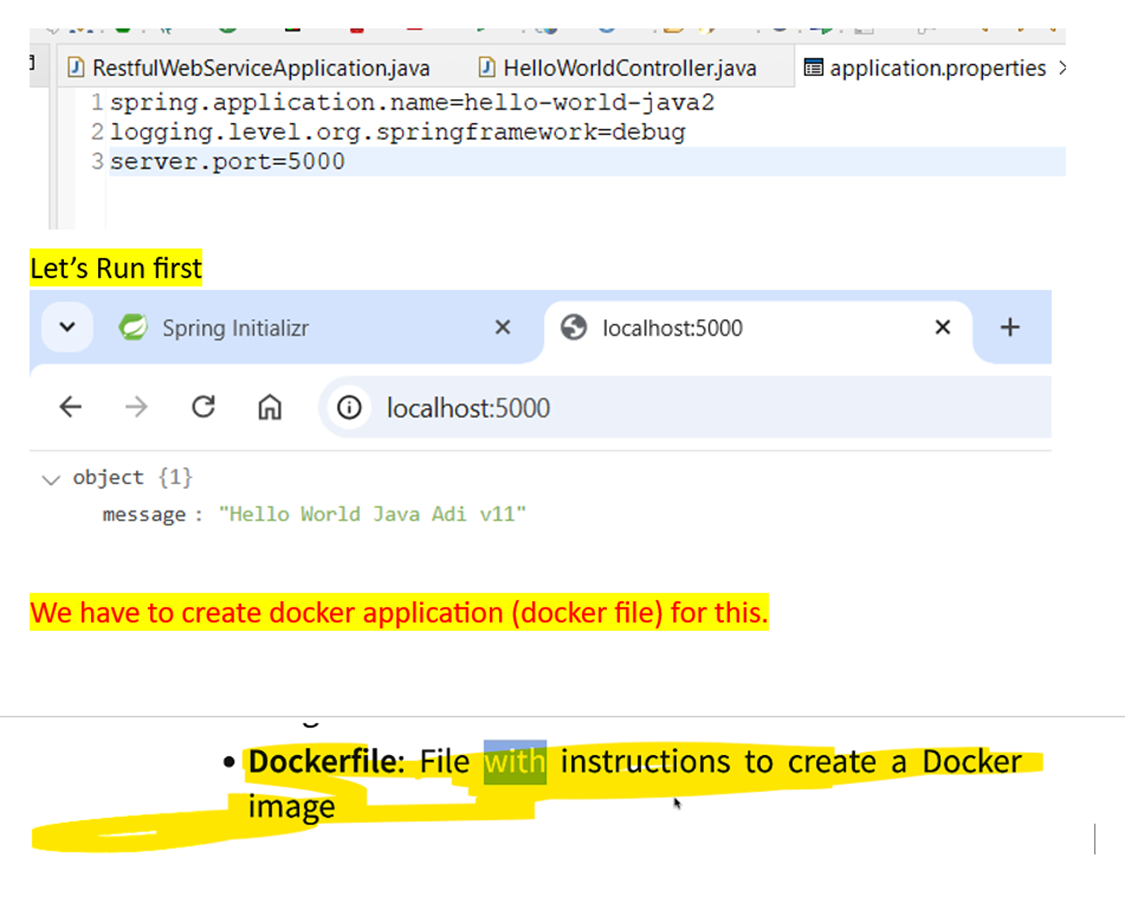 RestfulWebServiceApplication.java HelloWorldController.java application.properties
1 spring.application.name=hello-world-java2
2 logging.level.org.springframework=debug
3 server.port=5000
Let's Run first
Spring Initializr localhost:5000
localhost:5000
object {1}
message : "Hello World Java Adi v11"
We have to create docker application (docker file) for this.
• Dockerfile: File with instructions to create a Docker
image